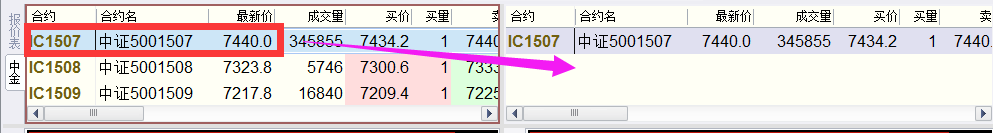 报价表
中金
合约 合约名 最新价 成交量 买价 买量 卖
IC1507 中证5001507 7440.0 345855 7434.2 1 7440
IC1508 中证5001508 7323.8 5746 7300.6 1 7333
IC1509 中证5001509 7217.8 16840 7209.4 1 7225
合约 合约名 最新价 成交量 买价 买量 卖
IC1507 中证5001507 7440.0 345855 7434.2 1 7440.